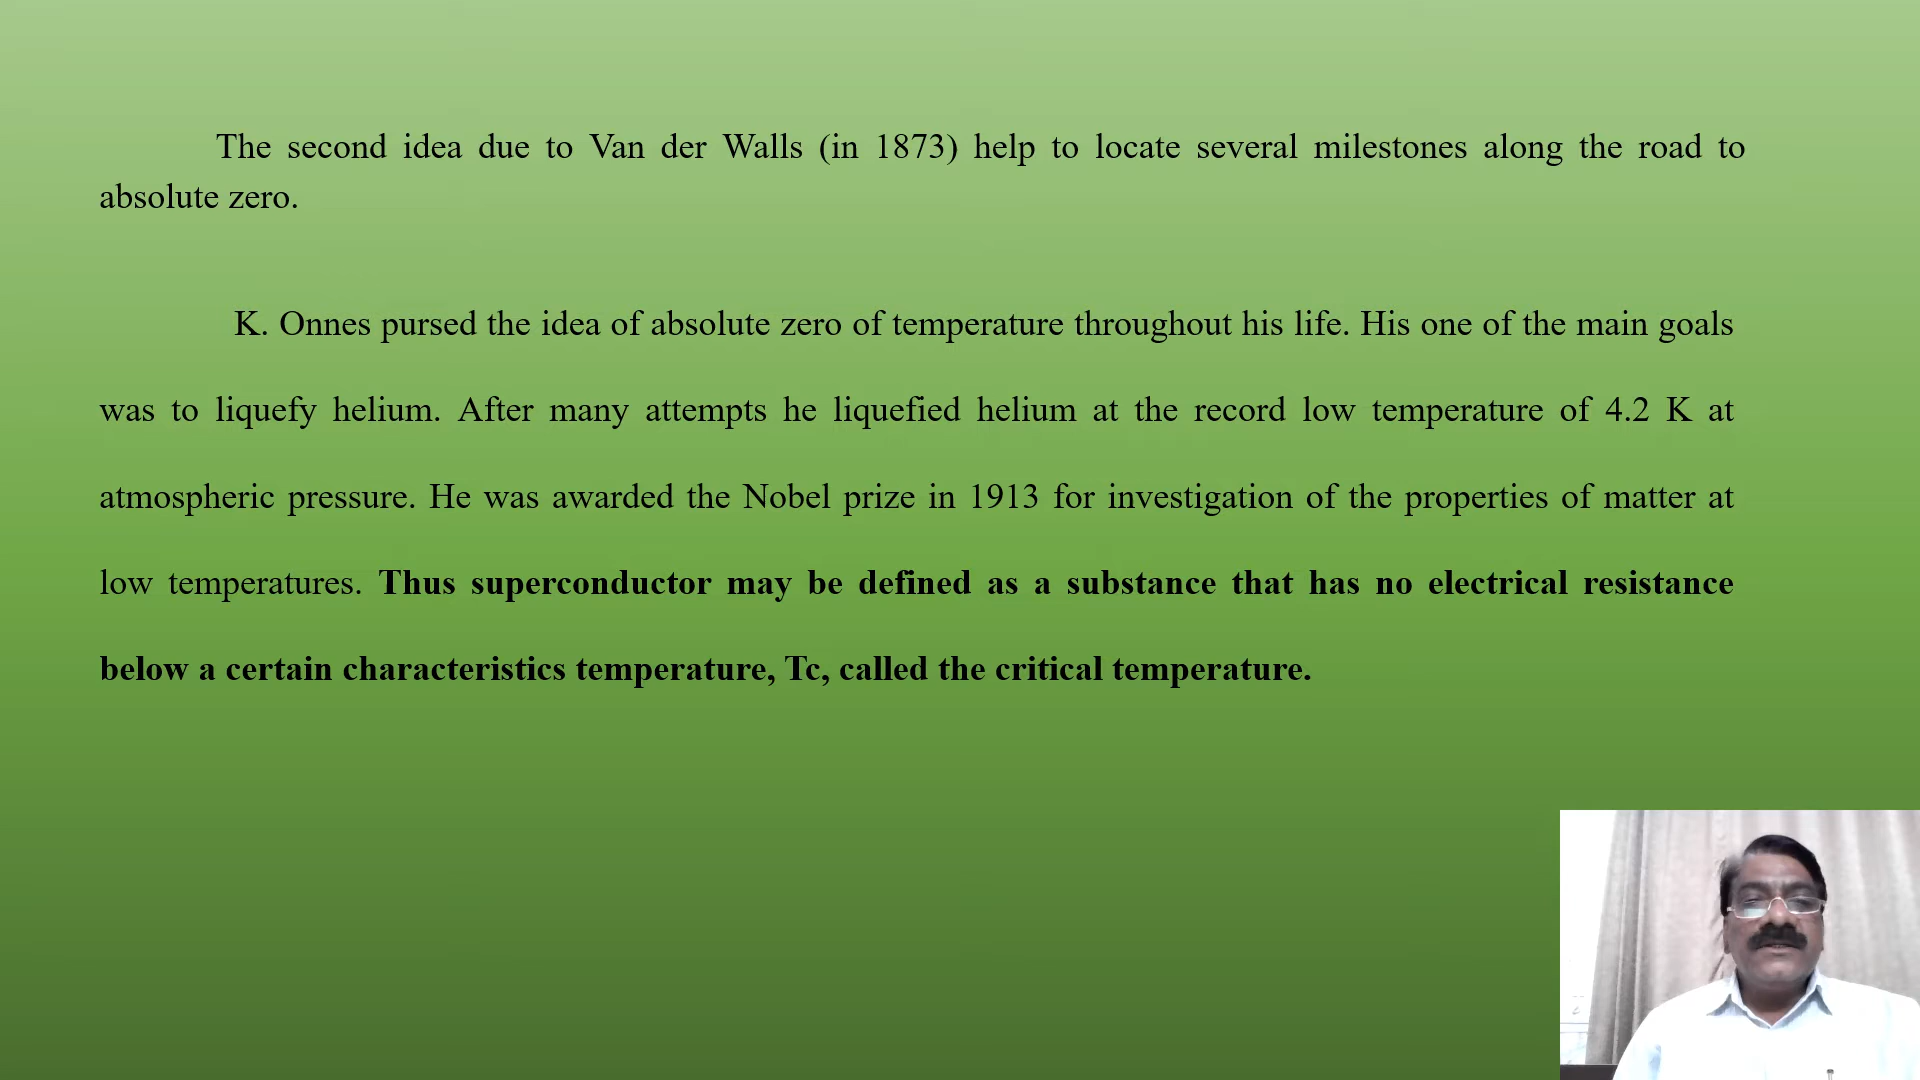 The second idea due to Van der Walls (in 1873) help to locate several milestones along the road to
absolute zero.
K. Onnes pursed the idea of absolute zero of temperature throughout his life. His one of the main goals
was to liquefy helium. After many attempts he liquefied helium at the record low temperature of 4.2 K at
atmospheric pressure. He was awarded the Nobel prize in 1913 for investigation of the properties of matter at
low temperatures. Thus superconductor may be defined as a substance that has no electrical resistance
below a certain characteristics temperature, Tc, called the critical temperature.